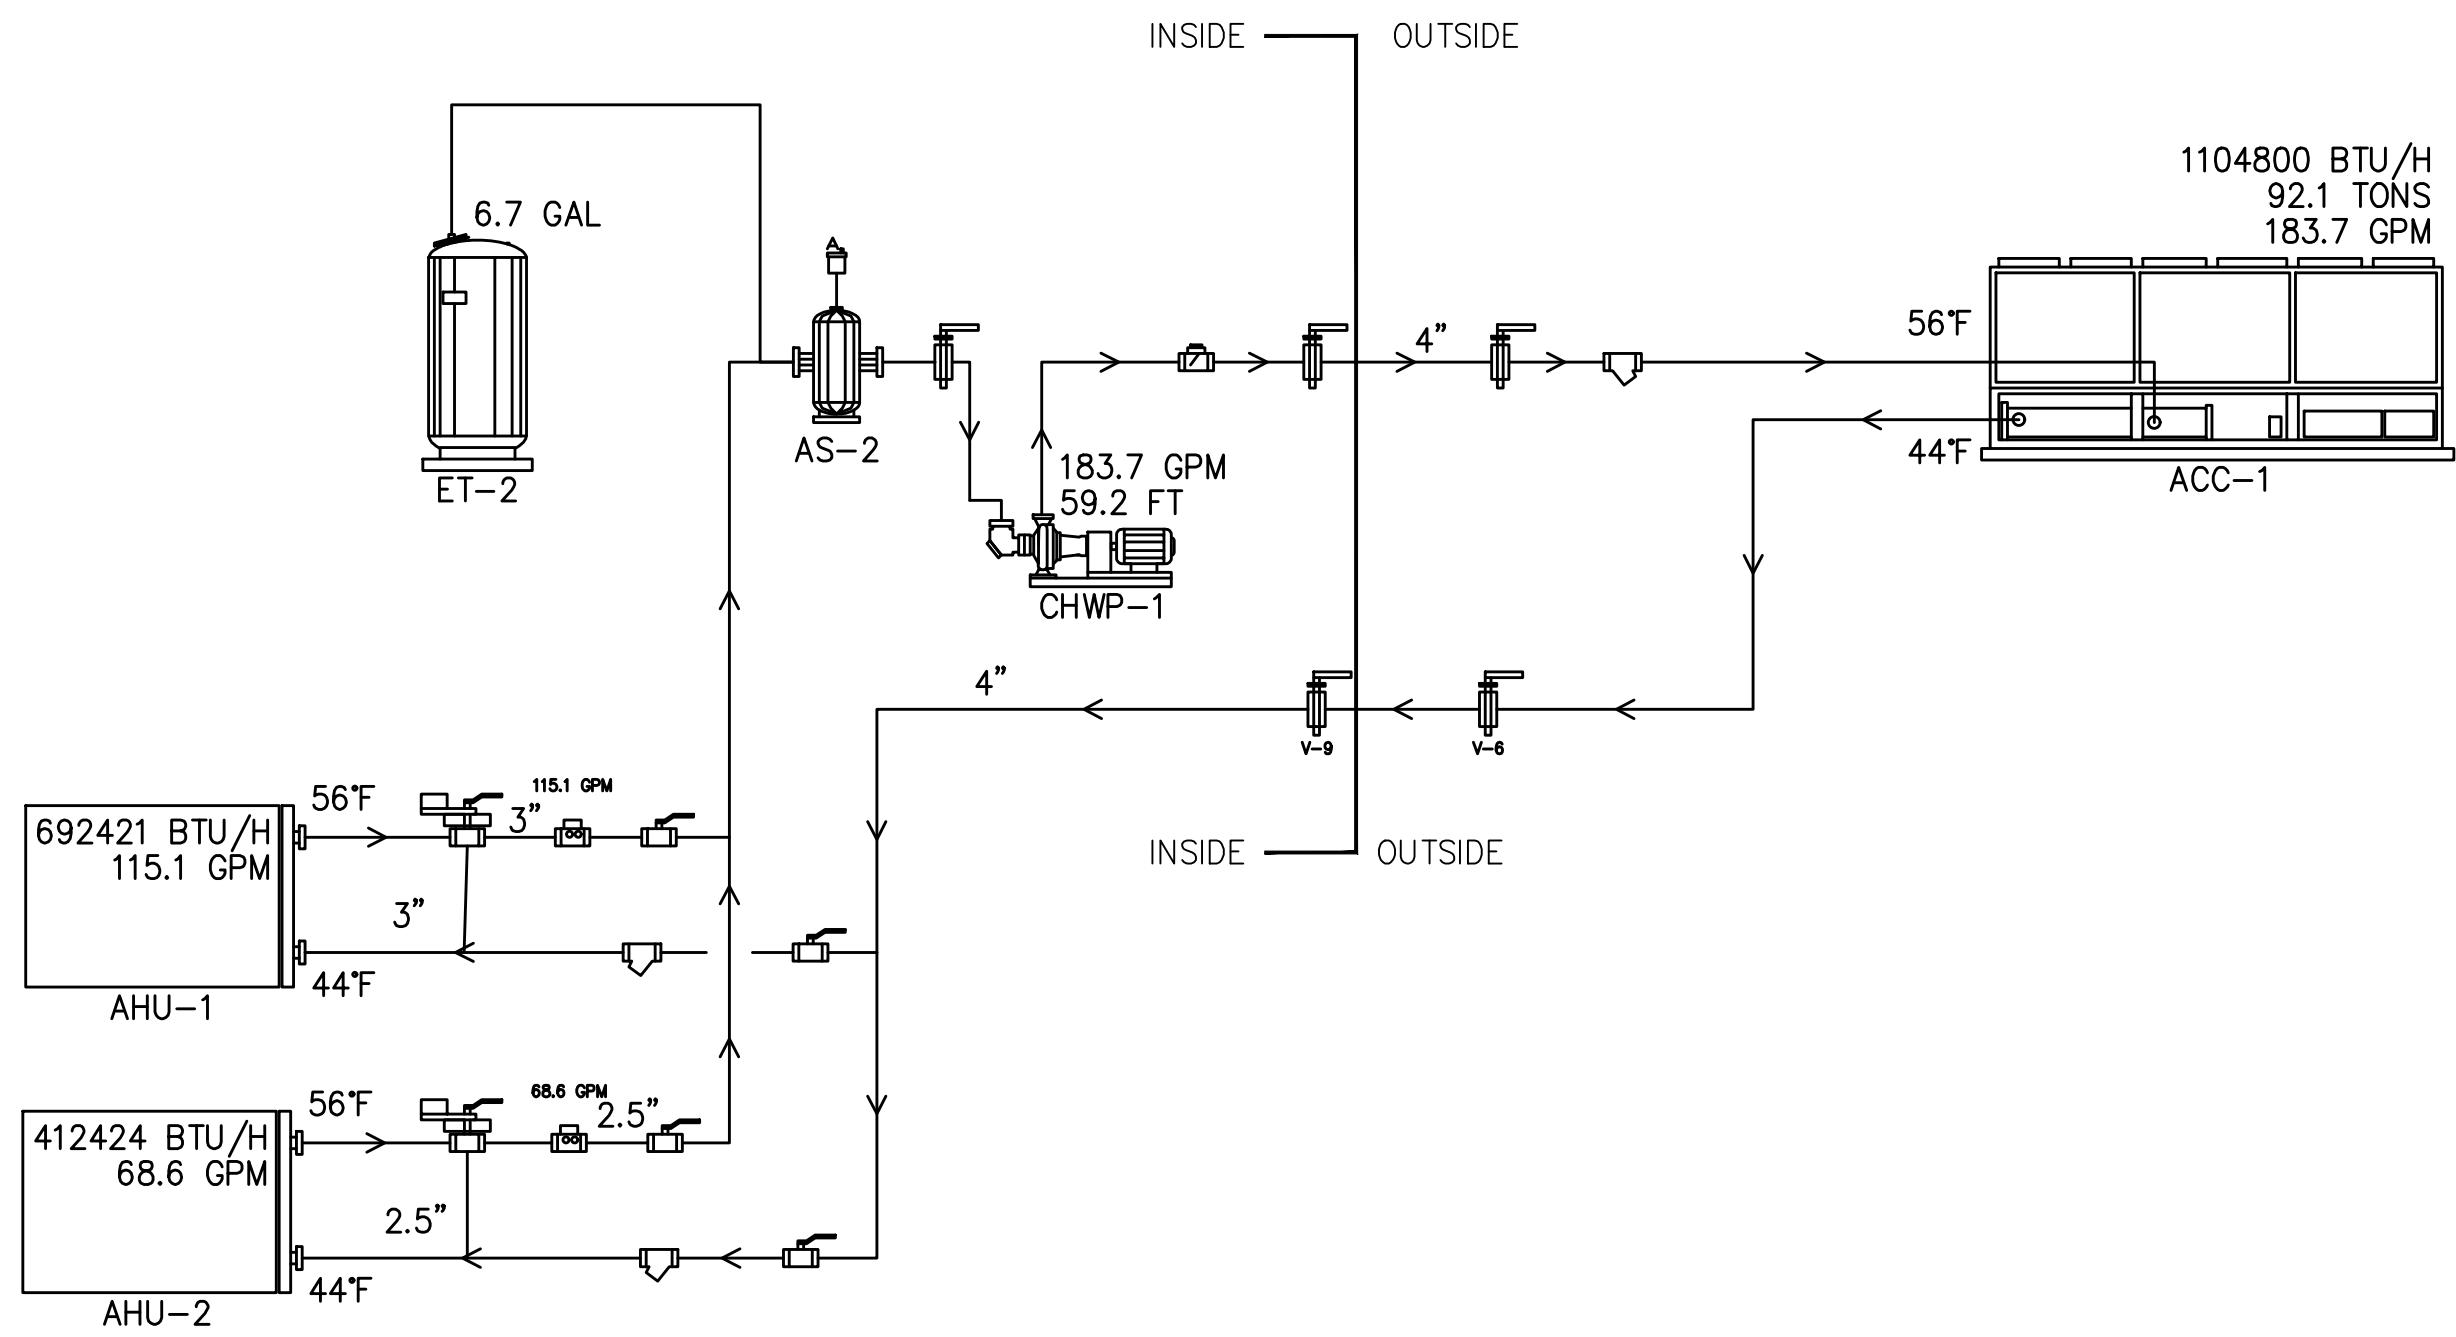 INSIDE
OUTSIDE
1104800 BTU/H
92.1 TONS
183.7 GPM
6.7 GAL
A
56°F
4”
AS-2
44°F
183.7 GPM
59.2 FT
ET-2
ACC-1
CHWP-1
4”
V-9
V-6
56°F
115.1 GPM
3”
692421 BTU/H
115.1 GPM
INSIDE
OUTSIDE
3”
44°F
AHU-1
56°F
68.6 GPM
2.5”
412424 BTU/H
68.6 GPM
2.5”
44°F
AHU-2